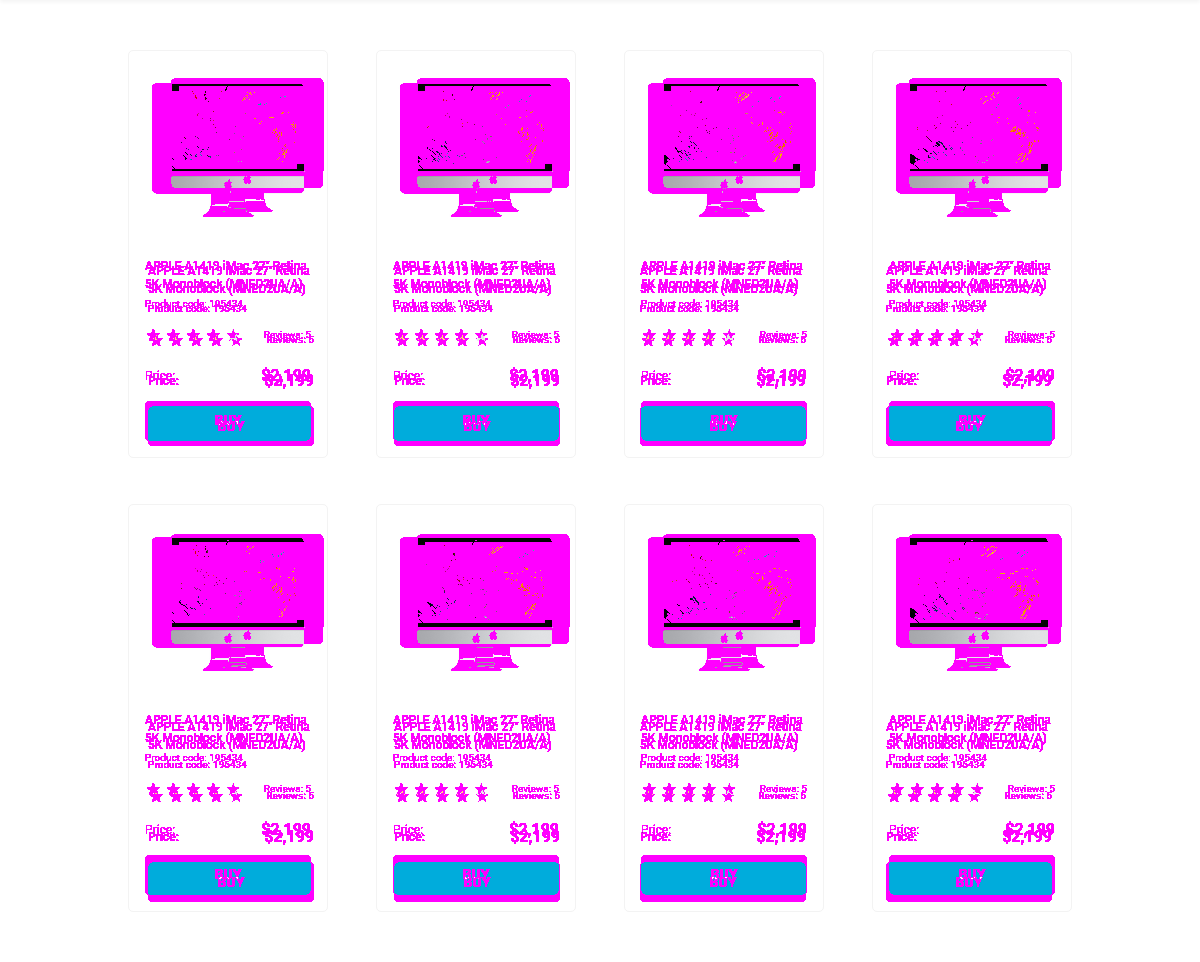 APPLE A1419 iMac 27" Retina
5K Monoblock (MNED2UA/A)
Product code: 195434
Reviews: 5
Price: $2,199
BUY
APPLE A1419 iMac 27" Retina
5K Monoblock (MNED2UA/A)
Product code: 195434
Reviews: 5
Price: $2,199
BUY
APPLE A1419 iMac 27" Retina
5K Monoblock (MNED2UA/A)
Product code: 195434
Reviews: 5
Price: $2,199
BUY
APPLE A1419 iMac 27" Retina
5K Monoblock (MNED2UA/A)
Product code: 195434
Reviews: 5
Price: $2,199
BUY
APPLE A1419 iMac 27" Retina
5K Monoblock (MNED2UA/A)
Product code: 195434
Reviews: 5
Price: $2,199
BUY
APPLE A1419 iMac 27" Retina
5K Monoblock (MNED2UA/A)
Product code: 195434
Reviews: 5
Price: $2,199
BUY
APPLE A1419 iMac 27" Retina
5K Monoblock (MNED2UA/A)
Product code: 195434
Reviews: 5
Price: $2,199
BUY
APPLE A1419 iMac 27" Retina
5K Monoblock (MNED2UA/A)
Product code: 195434
Reviews: 5
Price: $2,199
BUY